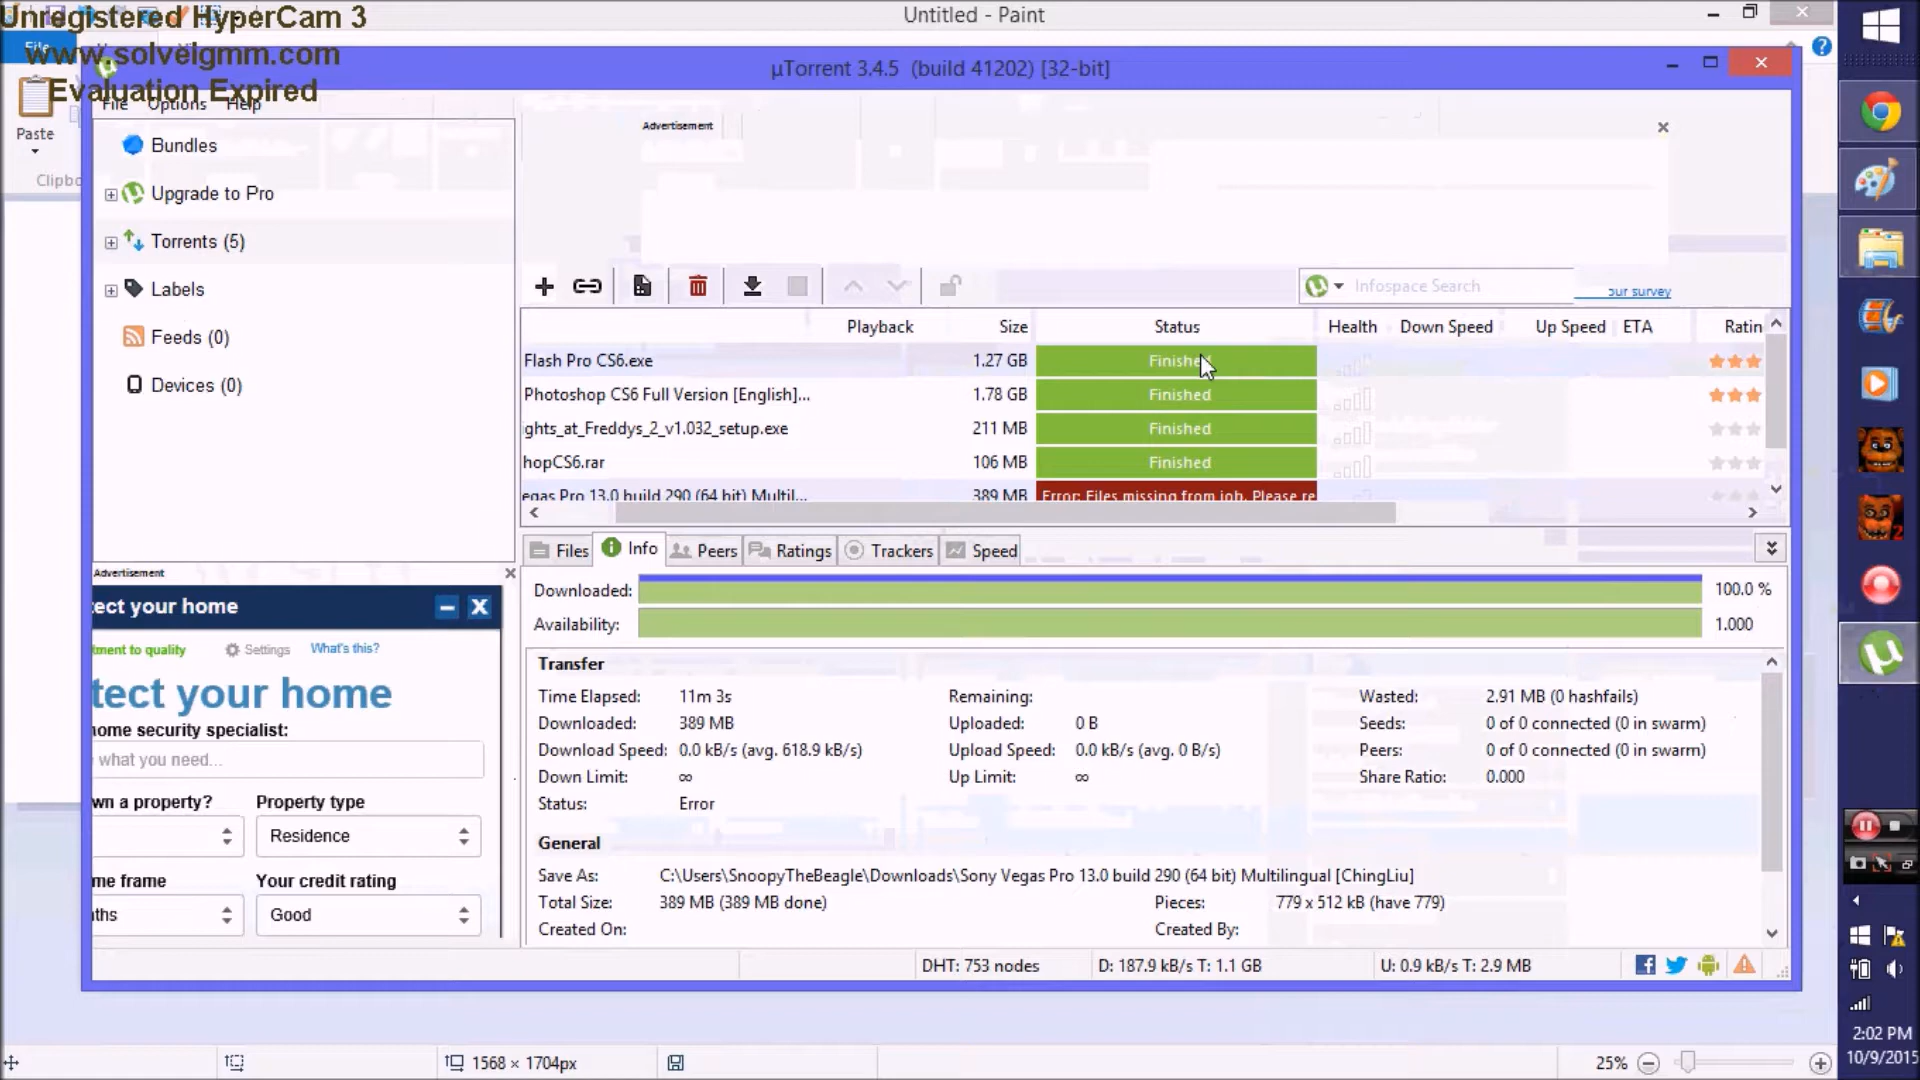 Unregistered HyperCam 3
www.solveigmm.com
Evaluation Expired
Untitled - Paint
File
Paste
Clipbo
µTorrent 3.4.5 (build 41202) [32-bit]
File Options Help
Bundles
Upgrade to Pro
Torrents (5)
Labels
Feeds (0)
Devices (0)
Advertisement
Infospace Search
our survey
Playback Size Status Health Down Speed Up Speed ETA Ratin
Flash Pro CS6.exe 1.27 GB Finished
Photoshop CS6 Full Version [English]... 1.78 GB Finished
ghts_at_Freddys_2_v1.032_setup.exe 211 MB Finished
hopCS6.rar 106 MB Finished
egas Pro 13.0 build 290 (64 bit) Multil... 389 MB Error: Files missing from job. Please re
Files Info Peers Ratings Trackers Speed
Downloaded: 100.0 %
Availability: 1.000
Transfer
Time Elapsed: 11m 3s Remaining: Wasted: 2.91 MB (0 hashfails)
Downloaded: 389 MB Uploaded: 0 B Seeds: 0 of 0 connected (0 in swarm)
Download Speed: 0.0 kB/s (avg. 618.9 kB/s) Upload Speed: 0.0 kB/s (avg. 0 B/s) Peers: 0 of 0 connected (0 in swarm)
Down Limit: ∞ Up Limit: ∞ Share Ratio: 0.000
Status: Error
General
Save As: C:\Users\SnoopyTheBeagle\Downloads\Sony Vegas Pro 13.0 build 290 (64 bit) Multilingual [ChingLiu]
Total Size: 389 MB (389 MB done) Pieces: 779 x 512 kB (have 779)
Created On: Created By:
Advertisement
tect your home
tment to quality Settings What's this?
tect your home
home security specialist:
what you need...
wn a property? Property type
Residence
me frame Your credit rating
ths Good
DHT: 753 nodes D: 187.9 kB/s T: 1.1 GB U: 0.9 kB/s T: 2.9 MB
1568 × 1704px 25%
2:02 PM
10/9/2015